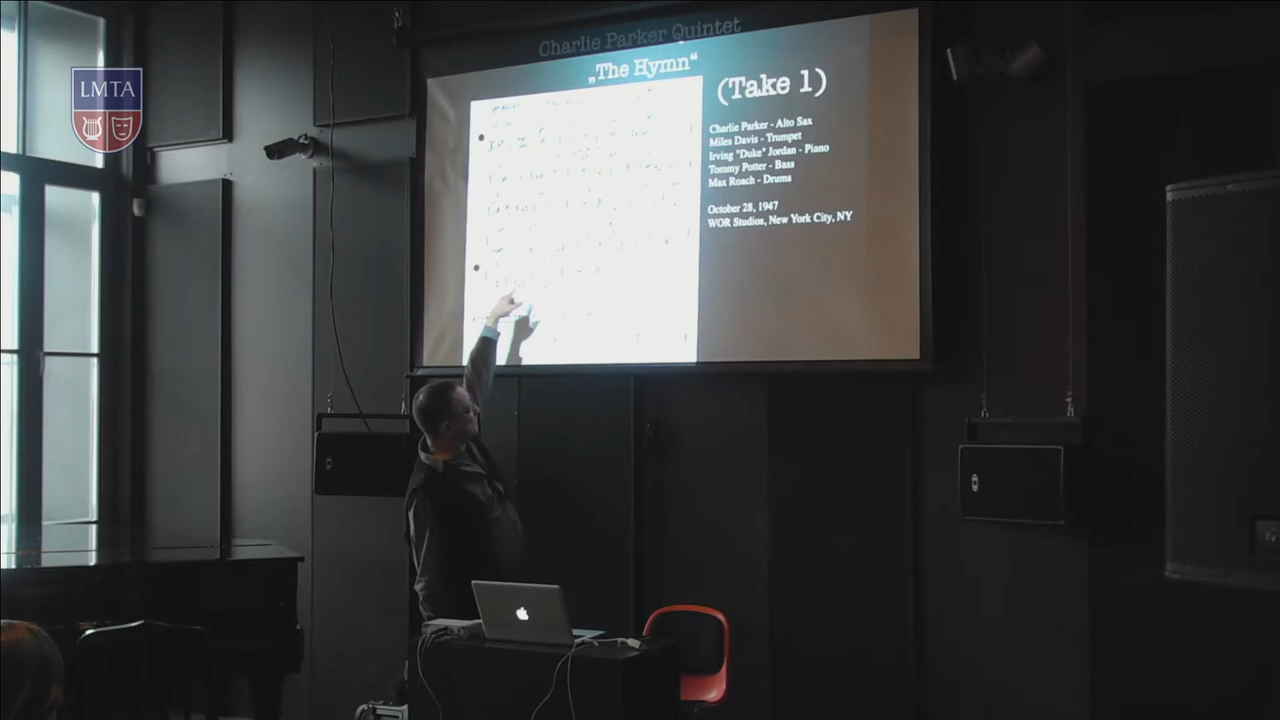 LMTA
Charlie Parker Quintet
„The Hymn“
(Take 1)
Charlie Parker - Alto Sax
Miles Davis - Trumpet
Irving "Duke" Jordan - Piano
Tommy Potter - Bass
Max Roach - Drums
October 28, 1947
WOR Studios, New York City, NY